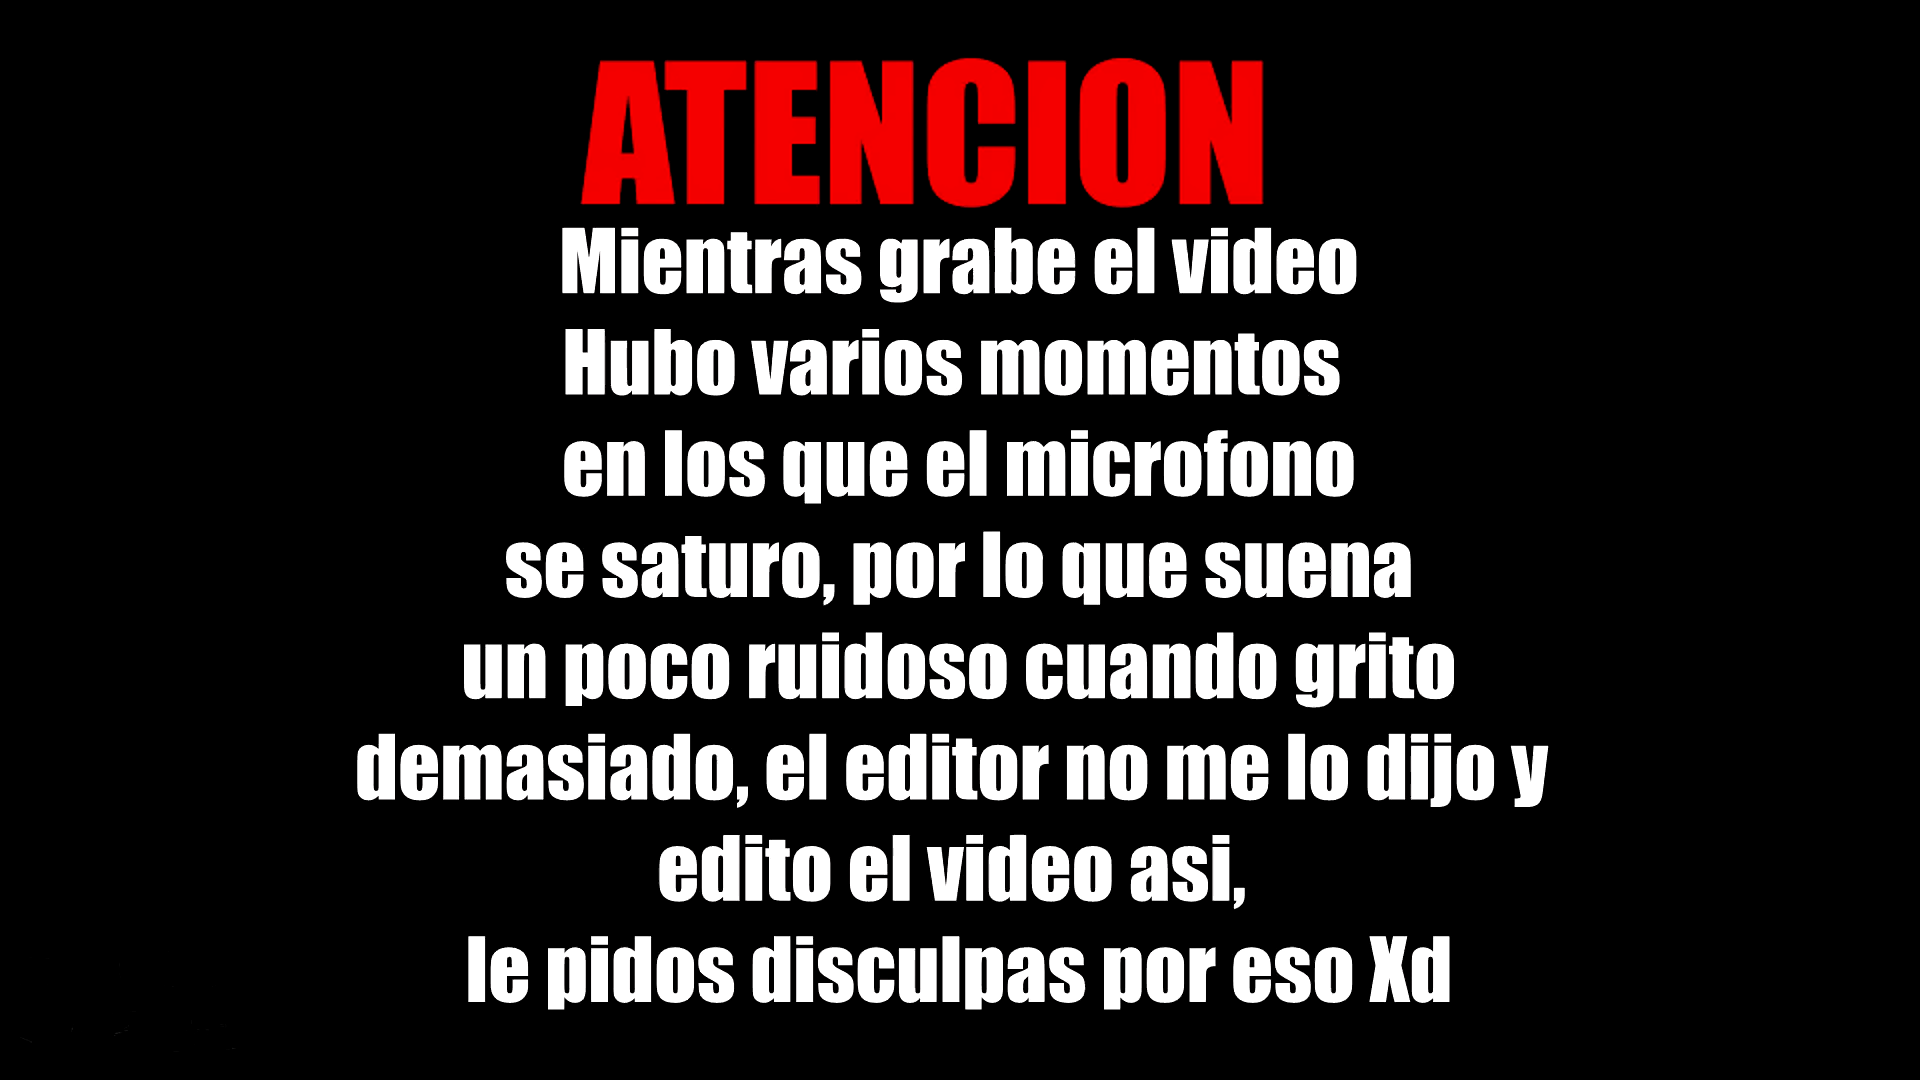 ATENCION
Mientras grabe el video
Hubo varios momentos
en los que el microfono
se saturo, por lo que suena
un poco ruidoso cuando grito
demasiado, el editor no me lo dijo y
edito el video asi,
le pidos disculpas por eso Xd